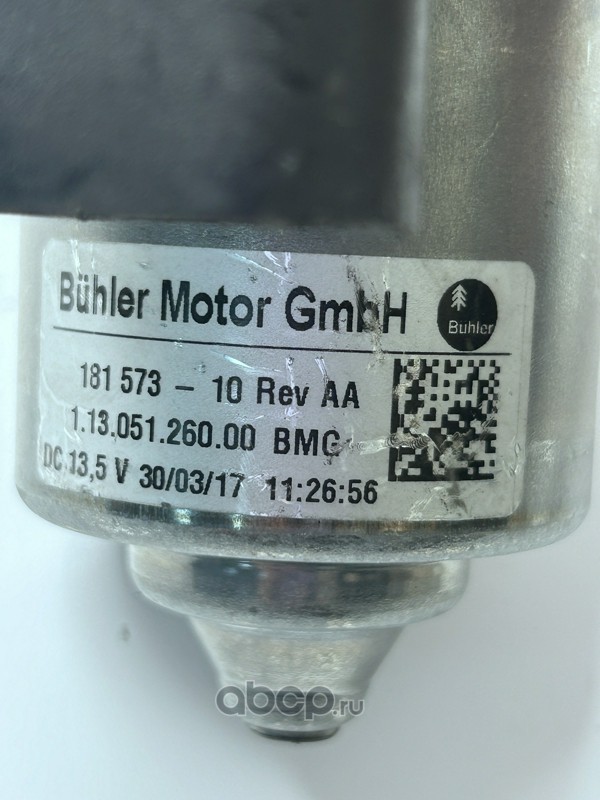 Bühler Motor GmbH
Buhler
181 573 - 10 Rev AA
1.13,051.260.00 BMG
DC 13,5 V 30/03/17 11:26:56
abcp.ru